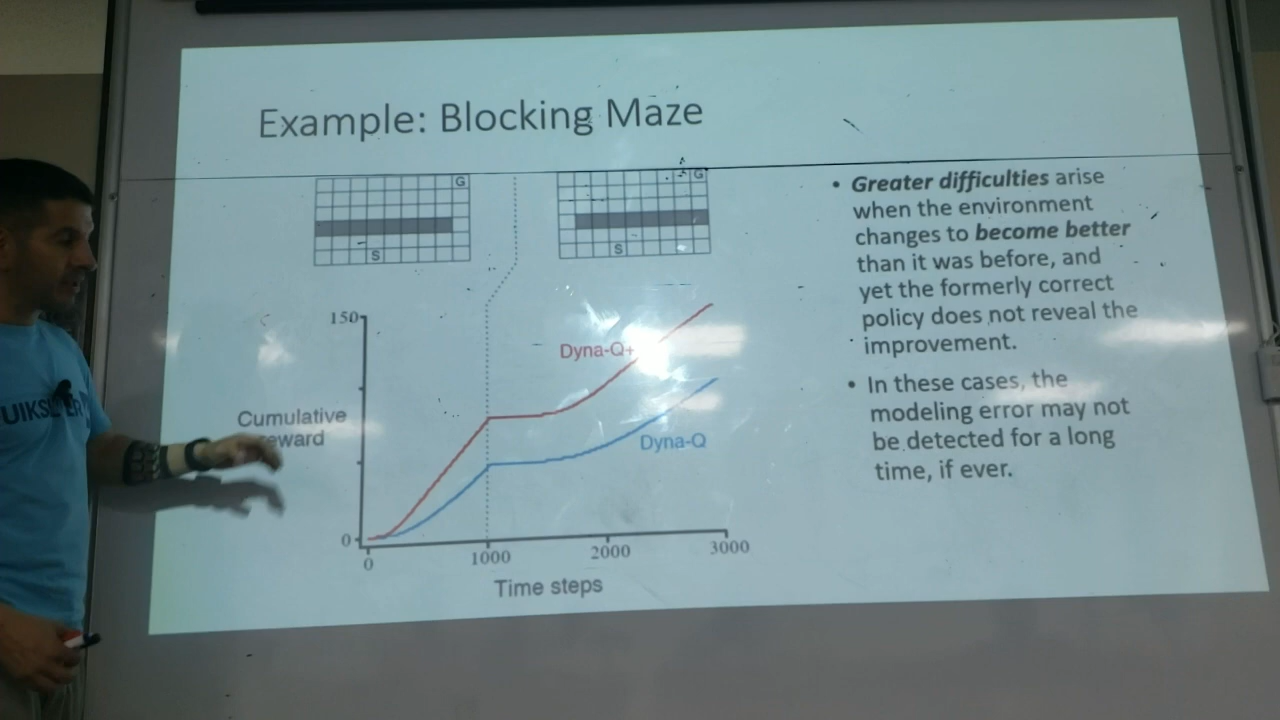 Example: Blocking Maze
G
S
G
S
• Greater difficulties arise
when the environment
changes to become better
than it was before, and
yet the formerly correct
policy does not reveal the
improvement.
• In these cases, the
modeling error may not
be detected for a long
time, if ever.
150
Dyna-Q+
Cumulative
reward
Dyna-Q
0
0
1000
2000
3000
Time steps